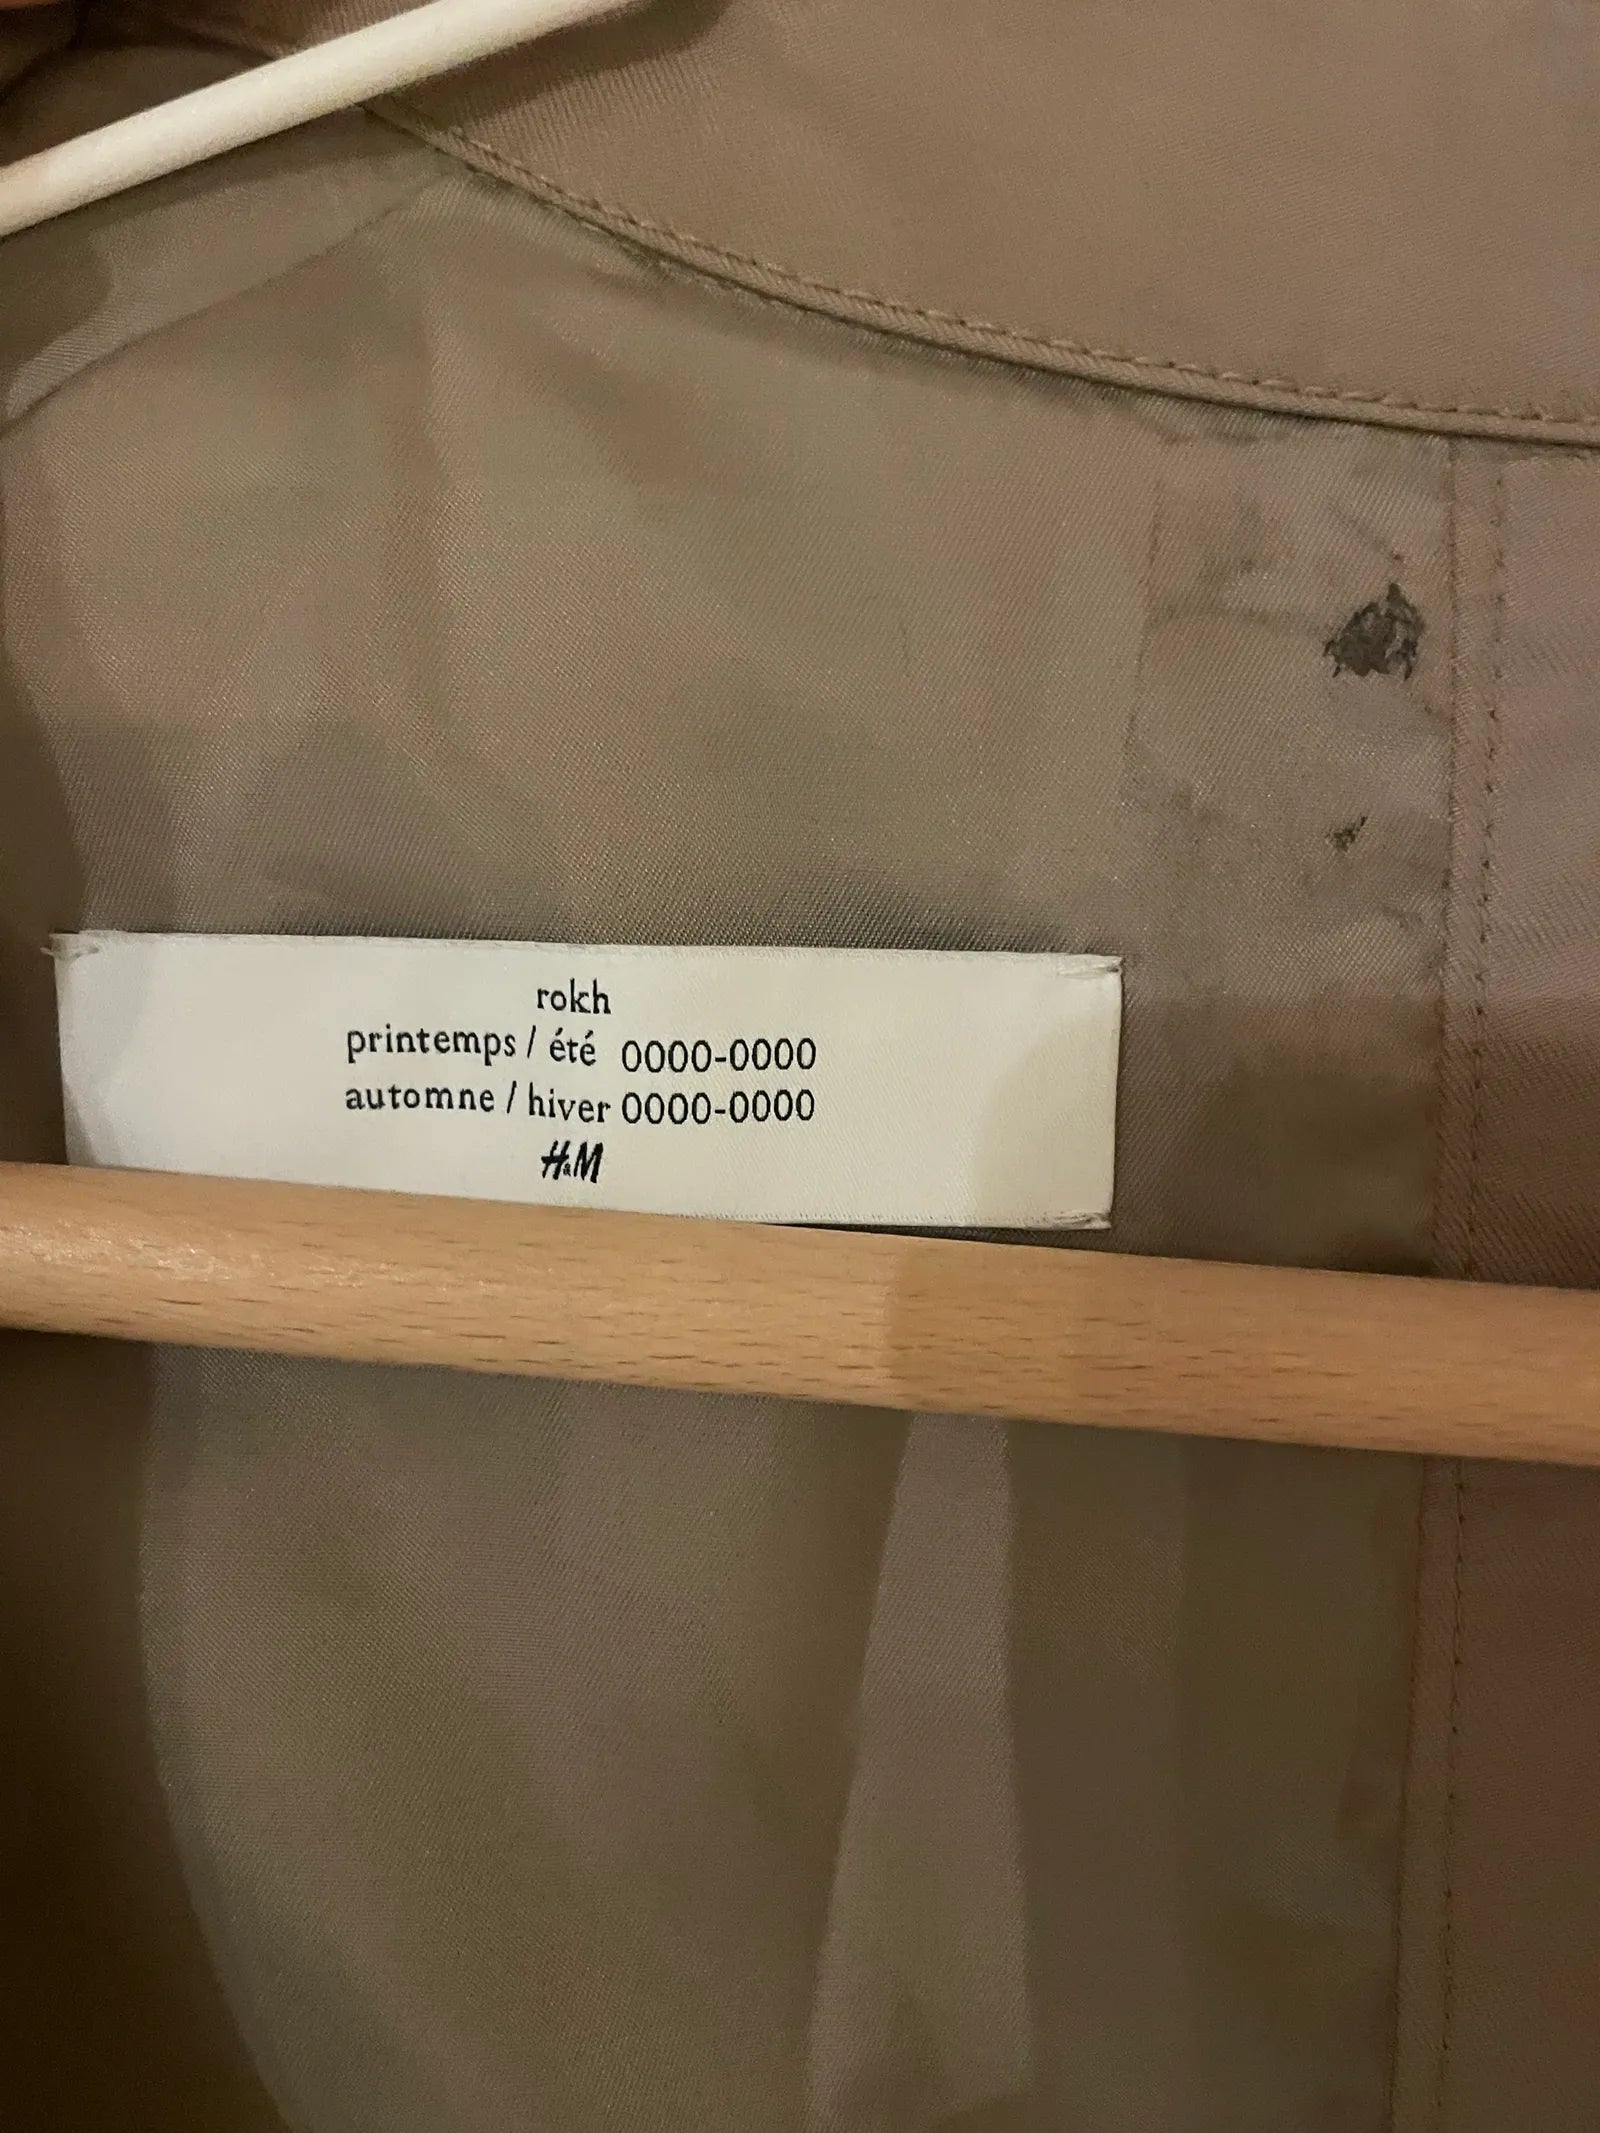 rokh
printemps / été 0000-0000
automne / hiver 0000-0000
H&M